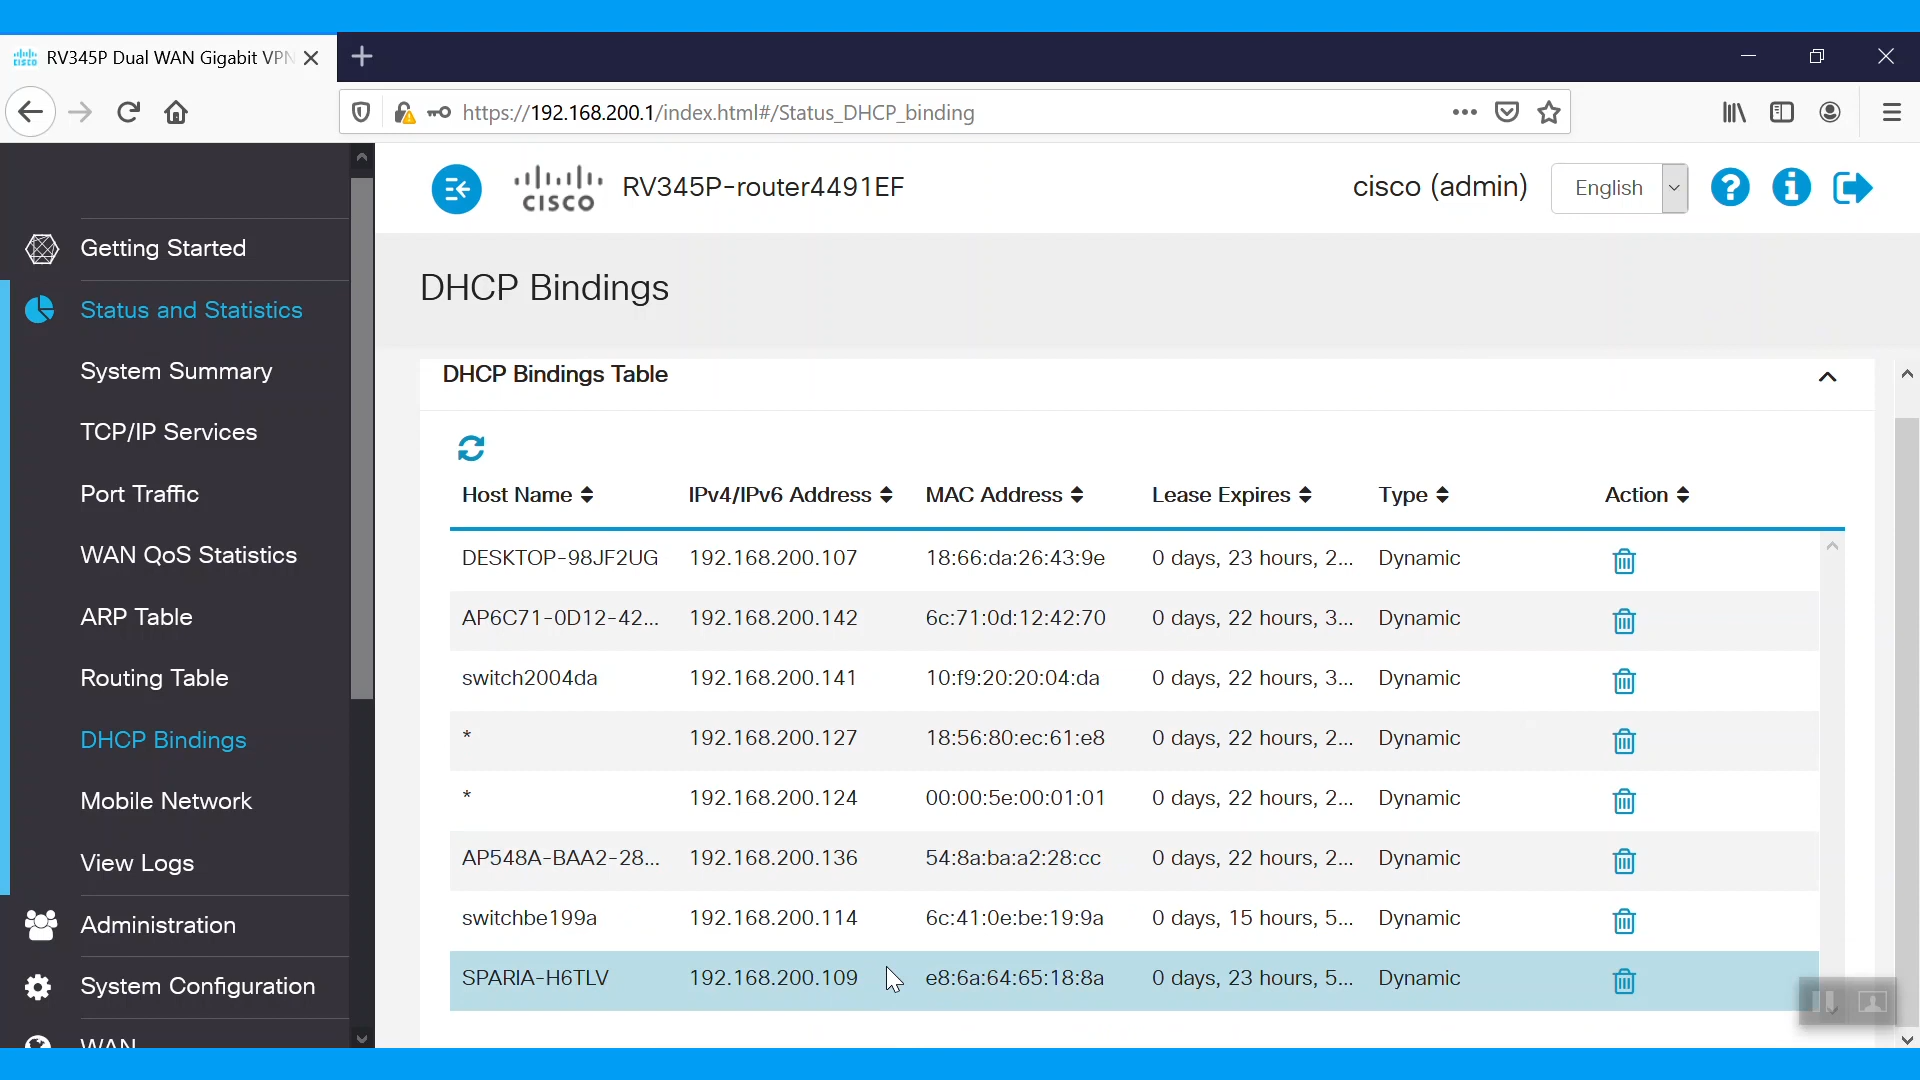 RV345P Dual WAN Gigabit VPN
https://192.168.200.1/index.html#/Status_DHCP_binding
CISCO
RV345P-router4491EF
cisco (admin)
English
Getting Started
Status and Statistics
System Summary
TCP/IP Services
Port Traffic
WAN QoS Statistics
ARP Table
Routing Table
DHCP Bindings
Mobile Network
View Logs
Administration
System Configuration
WAN
DHCP Bindings
DHCP Bindings Table
Host Name IPv4/IPv6 Address MAC Address Lease Expires Type Action
DESKTOP-98JF2UG 192.168.200.107 18:66:da:26:43:9e 0 days, 23 hours, 2... Dynamic
AP6C71-0D12-42... 192.168.200.142 6c:71:0d:12:42:70 0 days, 22 hours, 3... Dynamic
switch2004da 192.168.200.141 10:f9:20:20:04:da 0 days, 22 hours, 3... Dynamic
* 192.168.200.127 18:56:80:ec:61:e8 0 days, 22 hours, 2... Dynamic
* 192.168.200.124 00:00:5e:00:01:01 0 days, 22 hours, 2... Dynamic
AP548A-BAA2-28... 192.168.200.136 54:8a:ba:a2:28:cc 0 days, 22 hours, 2... Dynamic
switchbe199a 192.168.200.114 6c:41:0e:be:19:9a 0 days, 15 hours, 5... Dynamic
SPARIA-H6TLV 192.168.200.109 e8:6a:64:65:18:8a 0 days, 23 hours, 5... Dynamic